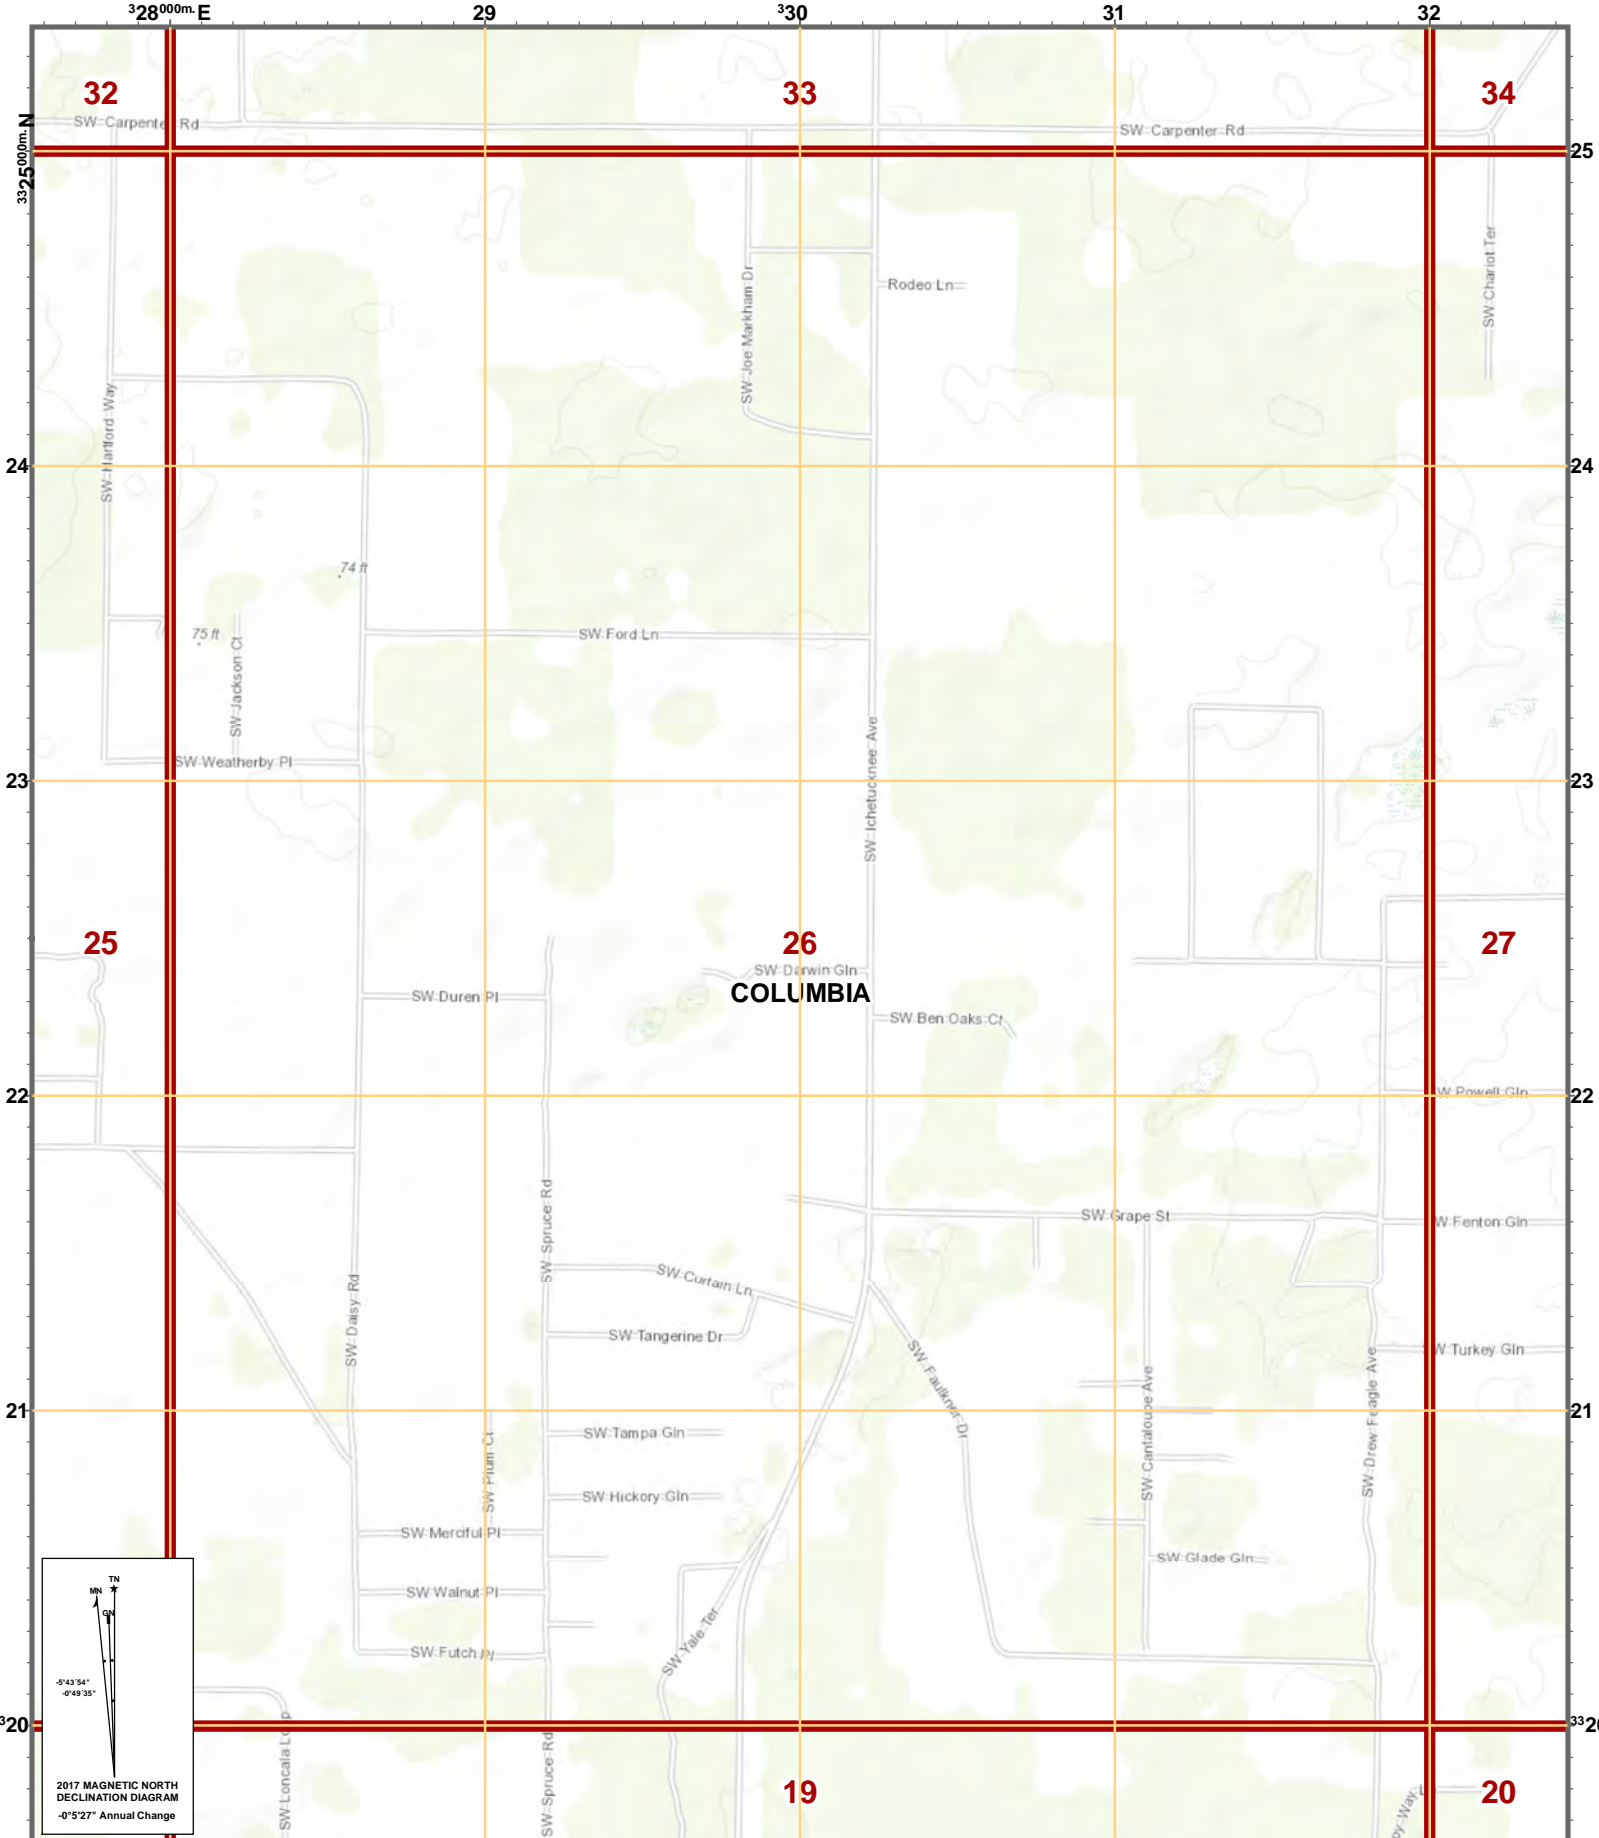 328000m. E 29 330 31 32
32 33 34
3325000m. N
SW Carpenter Rd
SW Carpenter Rd
25
SW Chariot Ter
SW Joe Markham Dr
Rodeo Ln
SW Hartford Way
24 24
74 ft
75 ft
SW Ford Ln
SW Jackson Ct
SW Ichetucknee Ave
SW Weatherby Pl
23 23
25 26 27
SW Darwin Gln
COLUMBIA
SW Duren Pl
SW Ben Oaks Ct
W Powell Gln
22 22
SW Spruce Rd
SW Grape St
W Fenton Gln
SW Curtain Ln
SW Daisy Rd
SW Tangerine Dr
W Turkey Gln
SW Faulkner Dr
SW Cantaloupe Ave
SW Drew Feagle Ave
21 21
SW Tampa Gln
SW Plum Ct
SW Hickory Gln
SW Merciful Pl
SW Glade Gln
SW Walnut Pl
SW Yale Ter
SW Futch Pl
TN
MN
GN
-5°43'54"
-0°49'35"
2017 MAGNETIC NORTH
DECLINATION DIAGRAM
-0°5'27" Annual Change
320 3320
SW Loncala Loop
SW Spruce Rd
19 20